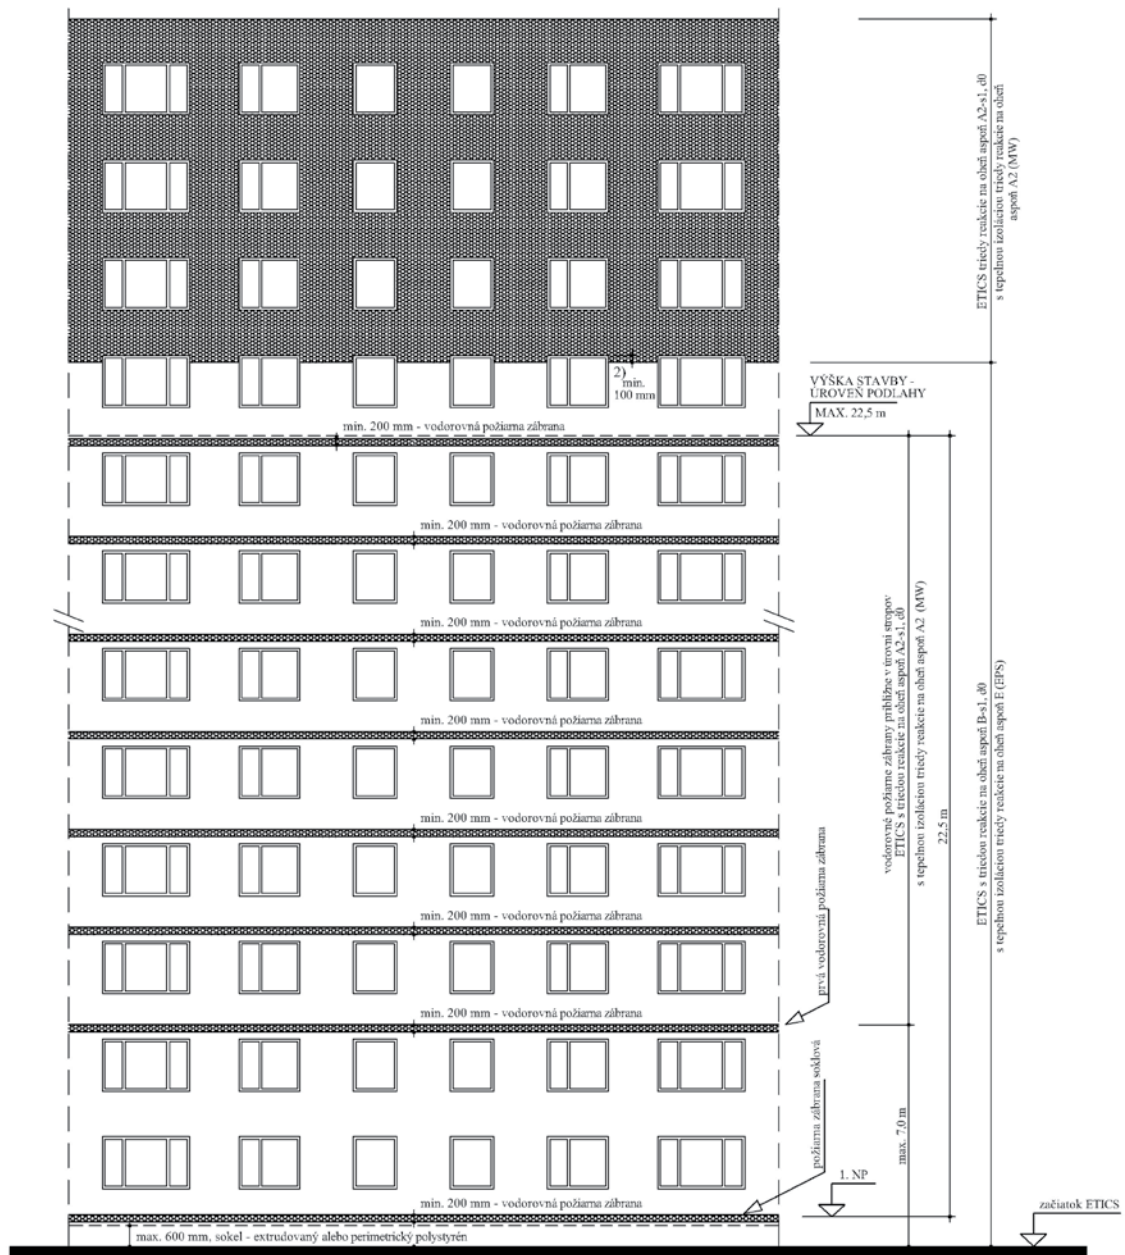 ETICS triedy reakcie na oheň aspoň A2-s1, d0
s tepelnou izoláciou triedy reakcie na oheň
aspoň A2 (MW)
2)
min.
100 mm
VÝŠKA STAVBY -
ÚROVEŇ PODLAHY
MAX. 22,5 m
min. 200 mm - vodorovná požiarna zábrana
min. 200 mm - vodorovná požiarna zábrana
min. 200 mm - vodorovná požiarna zábrana
min. 200 mm - vodorovná požiarna zábrana
min. 200 mm - vodorovná požiarna zábrana
min. 200 mm - vodorovná požiarna zábrana
min. 200 mm - vodorovná požiarna zábrana
vodorovné požiarne zábrany približne v úrovni stropov
ETICS s triedou reakcie na oheň aspoň A2-s1, d0
s tepelnou izoláciou triedy reakcie na oheň aspoň A2 (MW)
22,5 m
ETICS s triedou reakcie na oheň aspoň B-s1, d0
s tepelnou izoláciou triedy reakcie na oheň aspoň E (EPS)
prvá vodorovná požiarna zábrana
požiarna zábrana soklová
max. 7,0 m
1. NP
min. 200 mm - vodorovná požiarna zábrana
začiatok ETICS
max. 600 mm, sokel - extrudovaný alebo perimetrický polystyrén